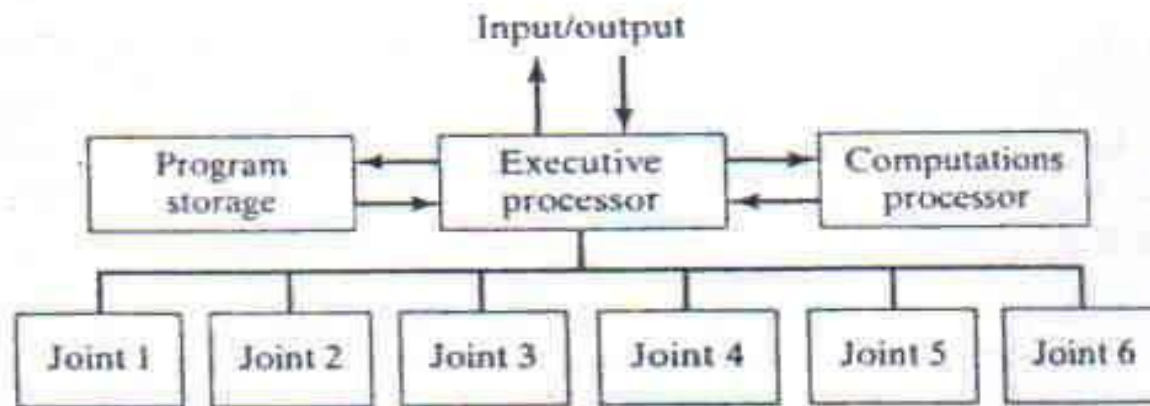 Input/output
Program
storage
Executive
processor
Computations
processor
Joint 1
Joint 2
Joint 3
Joint 4
Joint 5
Joint 6